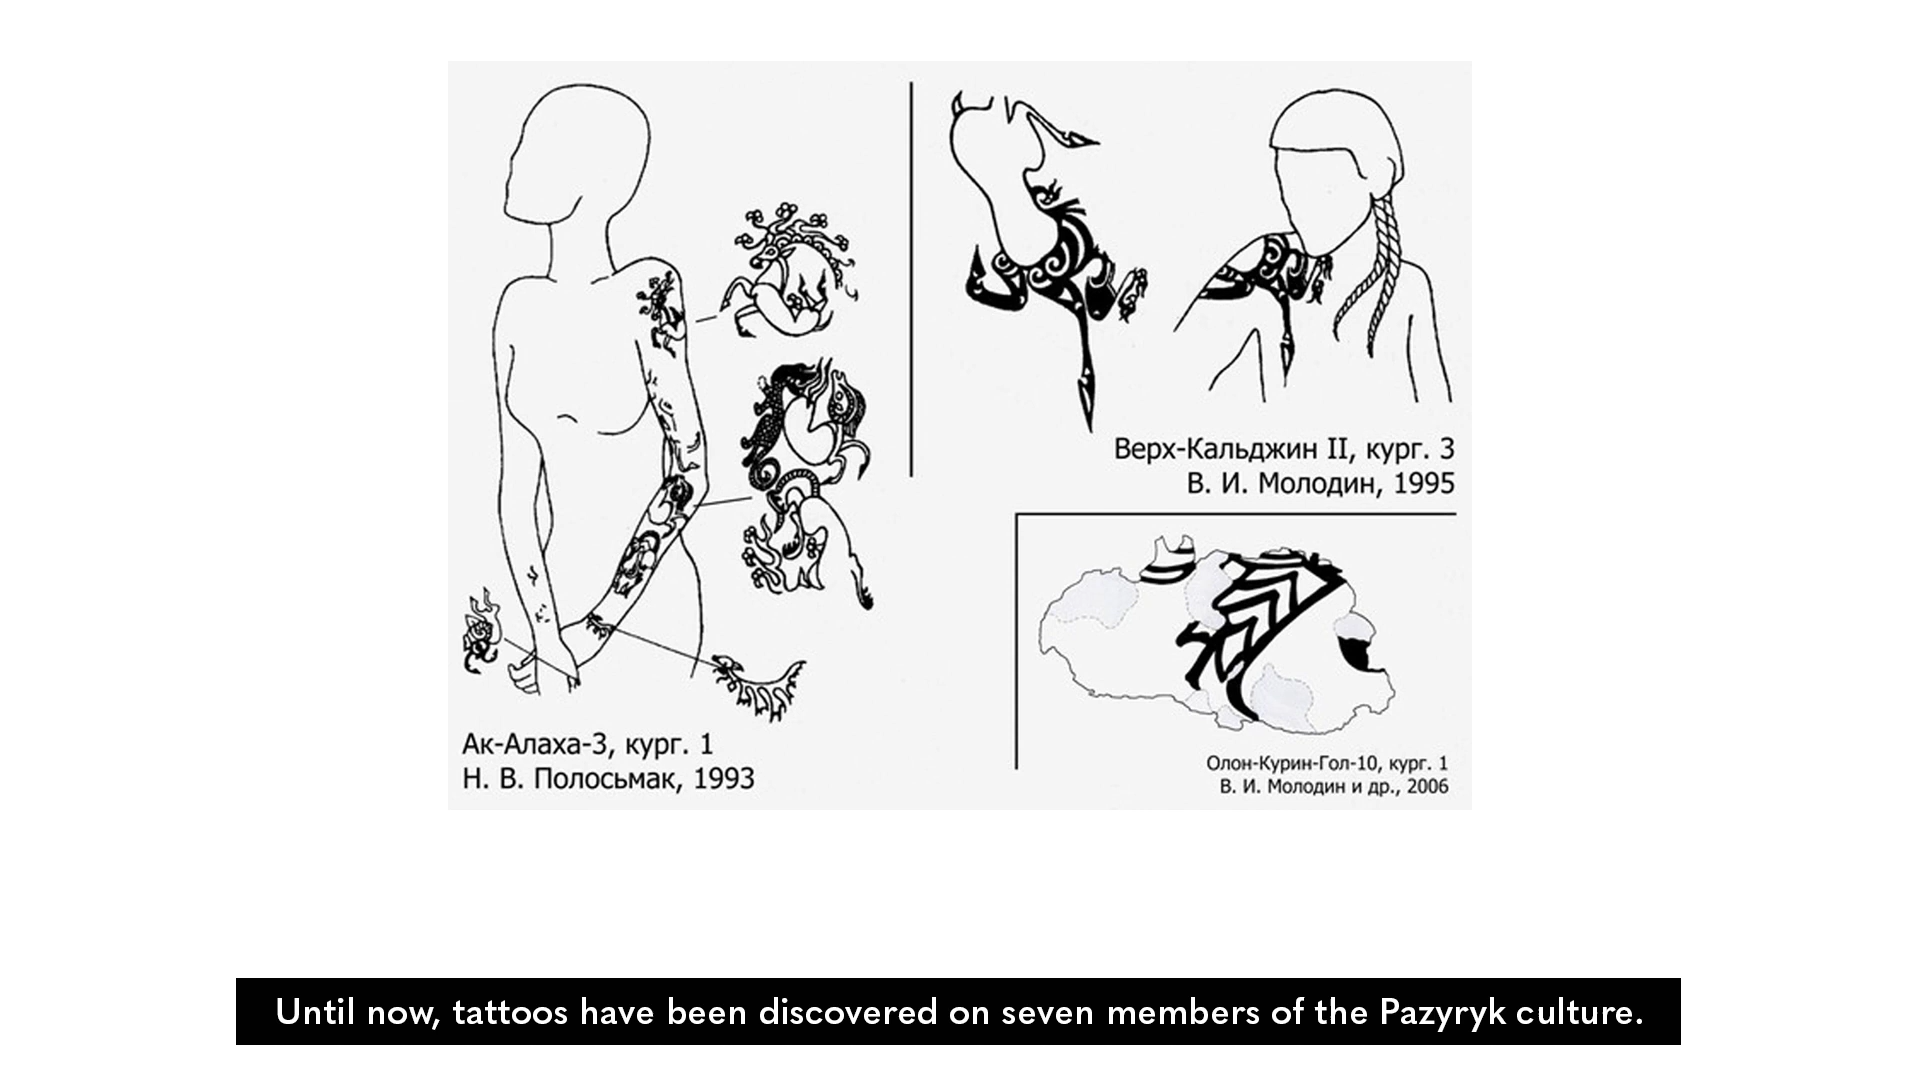 Верх-Кальджин II, кург. 3
В. И. Молодин, 1995
Ак-Алаха-3, кург. 1
Н. В. Полосьмак, 1993
Олон-Курин-Гол-10, кург. 1
В. И. Молодин и др., 2006
Until now, tattoos have been discovered on seven members of the Pazyryk culture.